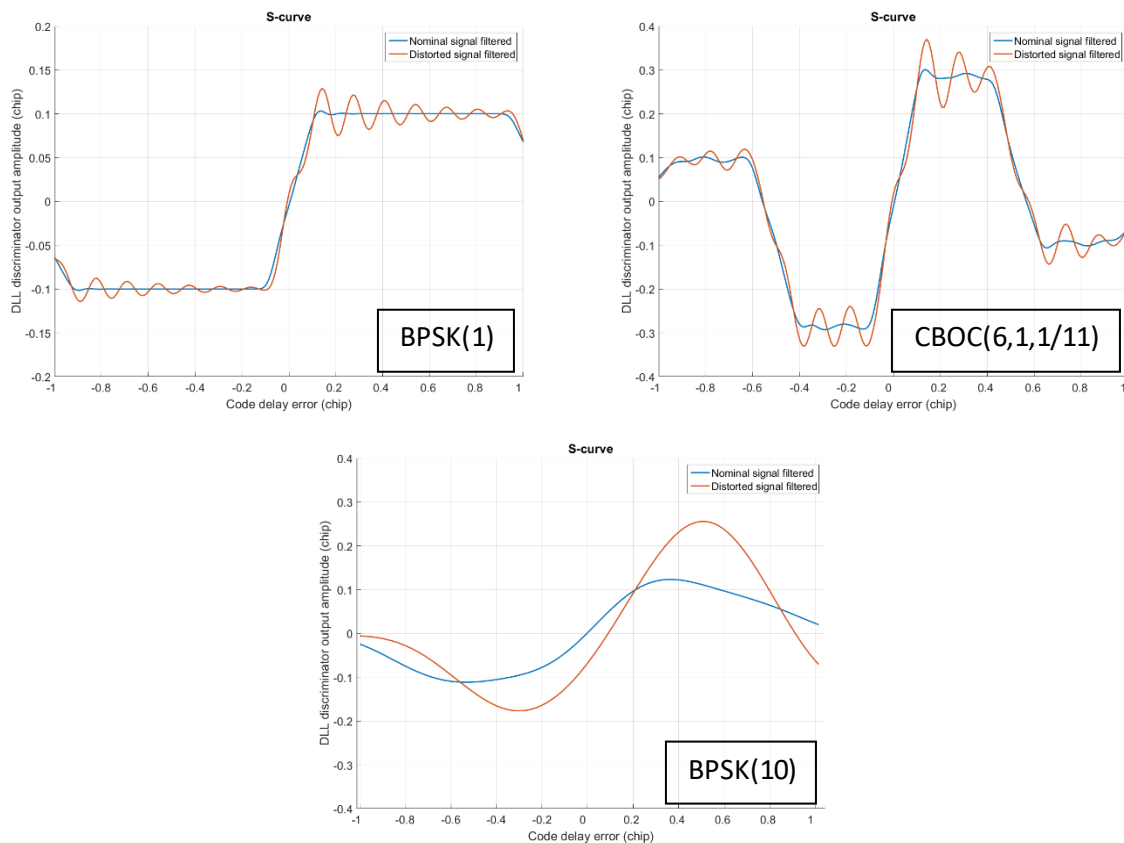 S-curve
Nominal signal filtered
Distorted signal filtered
DLL discriminator output amplitude (chip)
0.2
0.15
0.1
0.05
0
-0.05
-0.1
-0.15
-0.2
BPSK(1)
-1 -0.8 -0.6 -0.4 -0.2 0 0.2 0.4 0.6 0.8 1
Code delay error (chip)
S-curve
Nominal signal filtered
Distorted signal filtered
DLL discriminator output amplitude (chip)
0.4
0.3
0.2
0.1
0
-0.1
-0.2
-0.3
-0.4
CBOC(6,1,1/11)
-1 -0.8 -0.6 -0.4 -0.2 0 0.2 0.4 0.6 0.8 1
Code delay error (chip)
S-curve
Nominal signal filtered
Distorted signal filtered
DLL discriminator output amplitude (chip)
0.4
0.3
0.2
0.1
0
-0.1
-0.2
-0.3
-0.4
BPSK(10)
-1 -0.8 -0.6 -0.4 -0.2 0 0.2 0.4 0.6 0.8 1
Code delay error (chip)